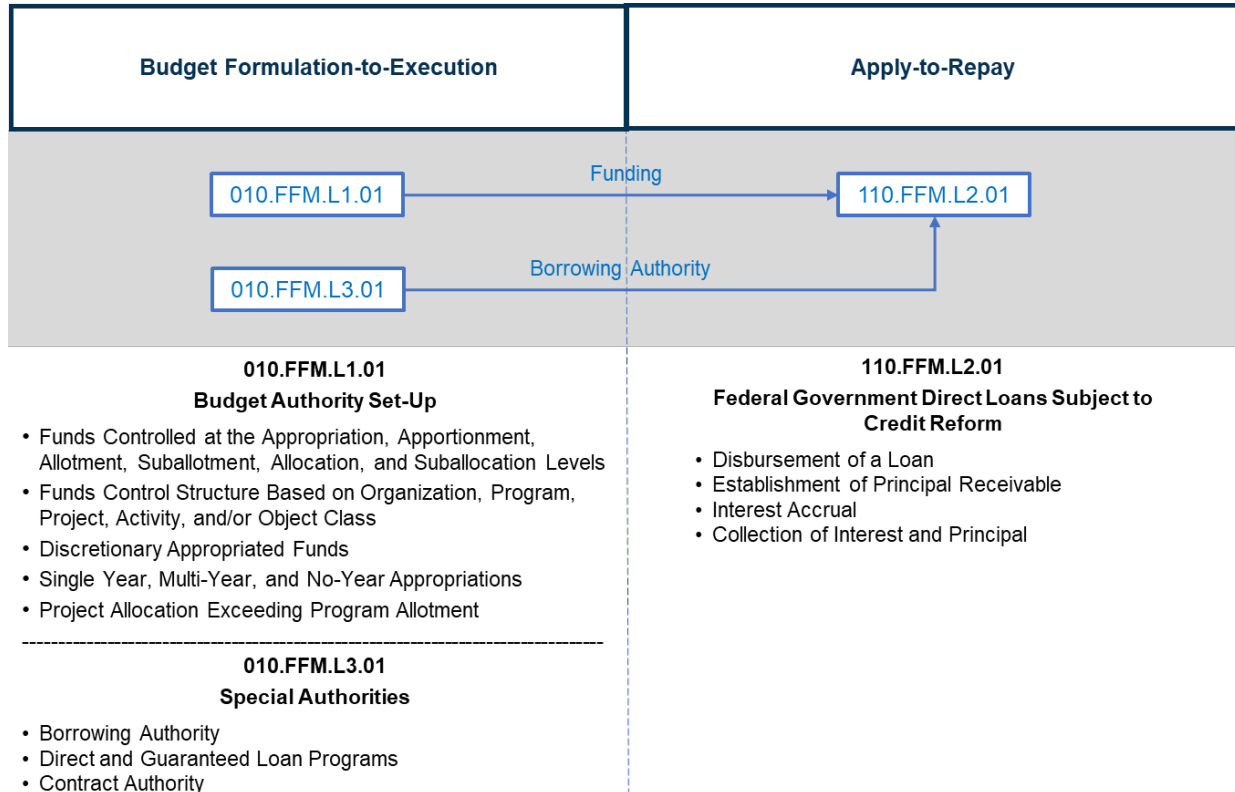 Budget Formulation-to-Execution
Apply-to-Repay
Funding
010.FFM.L1.01
110.FFM.L2.01
Borrowing Authority
010.FFM.L3.01
010.FFM.L1.01
Budget Authority Set-Up
• Funds Controlled at the Appropriation, Apportionment,
Allotment, Suballotment, Allocation, and Suballocation Levels
• Funds Control Structure Based on Organization, Program,
Project, Activity, and/or Object Class
• Discretionary Appropriated Funds
• Single Year, Multi-Year, and No-Year Appropriations
• Project Allocation Exceeding Program Allotment
010.FFM.L3.01
Special Authorities
• Borrowing Authority
• Direct and Guaranteed Loan Programs
• Contract Authority
110.FFM.L2.01
Federal Government Direct Loans Subject to
Credit Reform
• Disbursement of a Loan
• Establishment of Principal Receivable
• Interest Accrual
• Collection of Interest and Principal